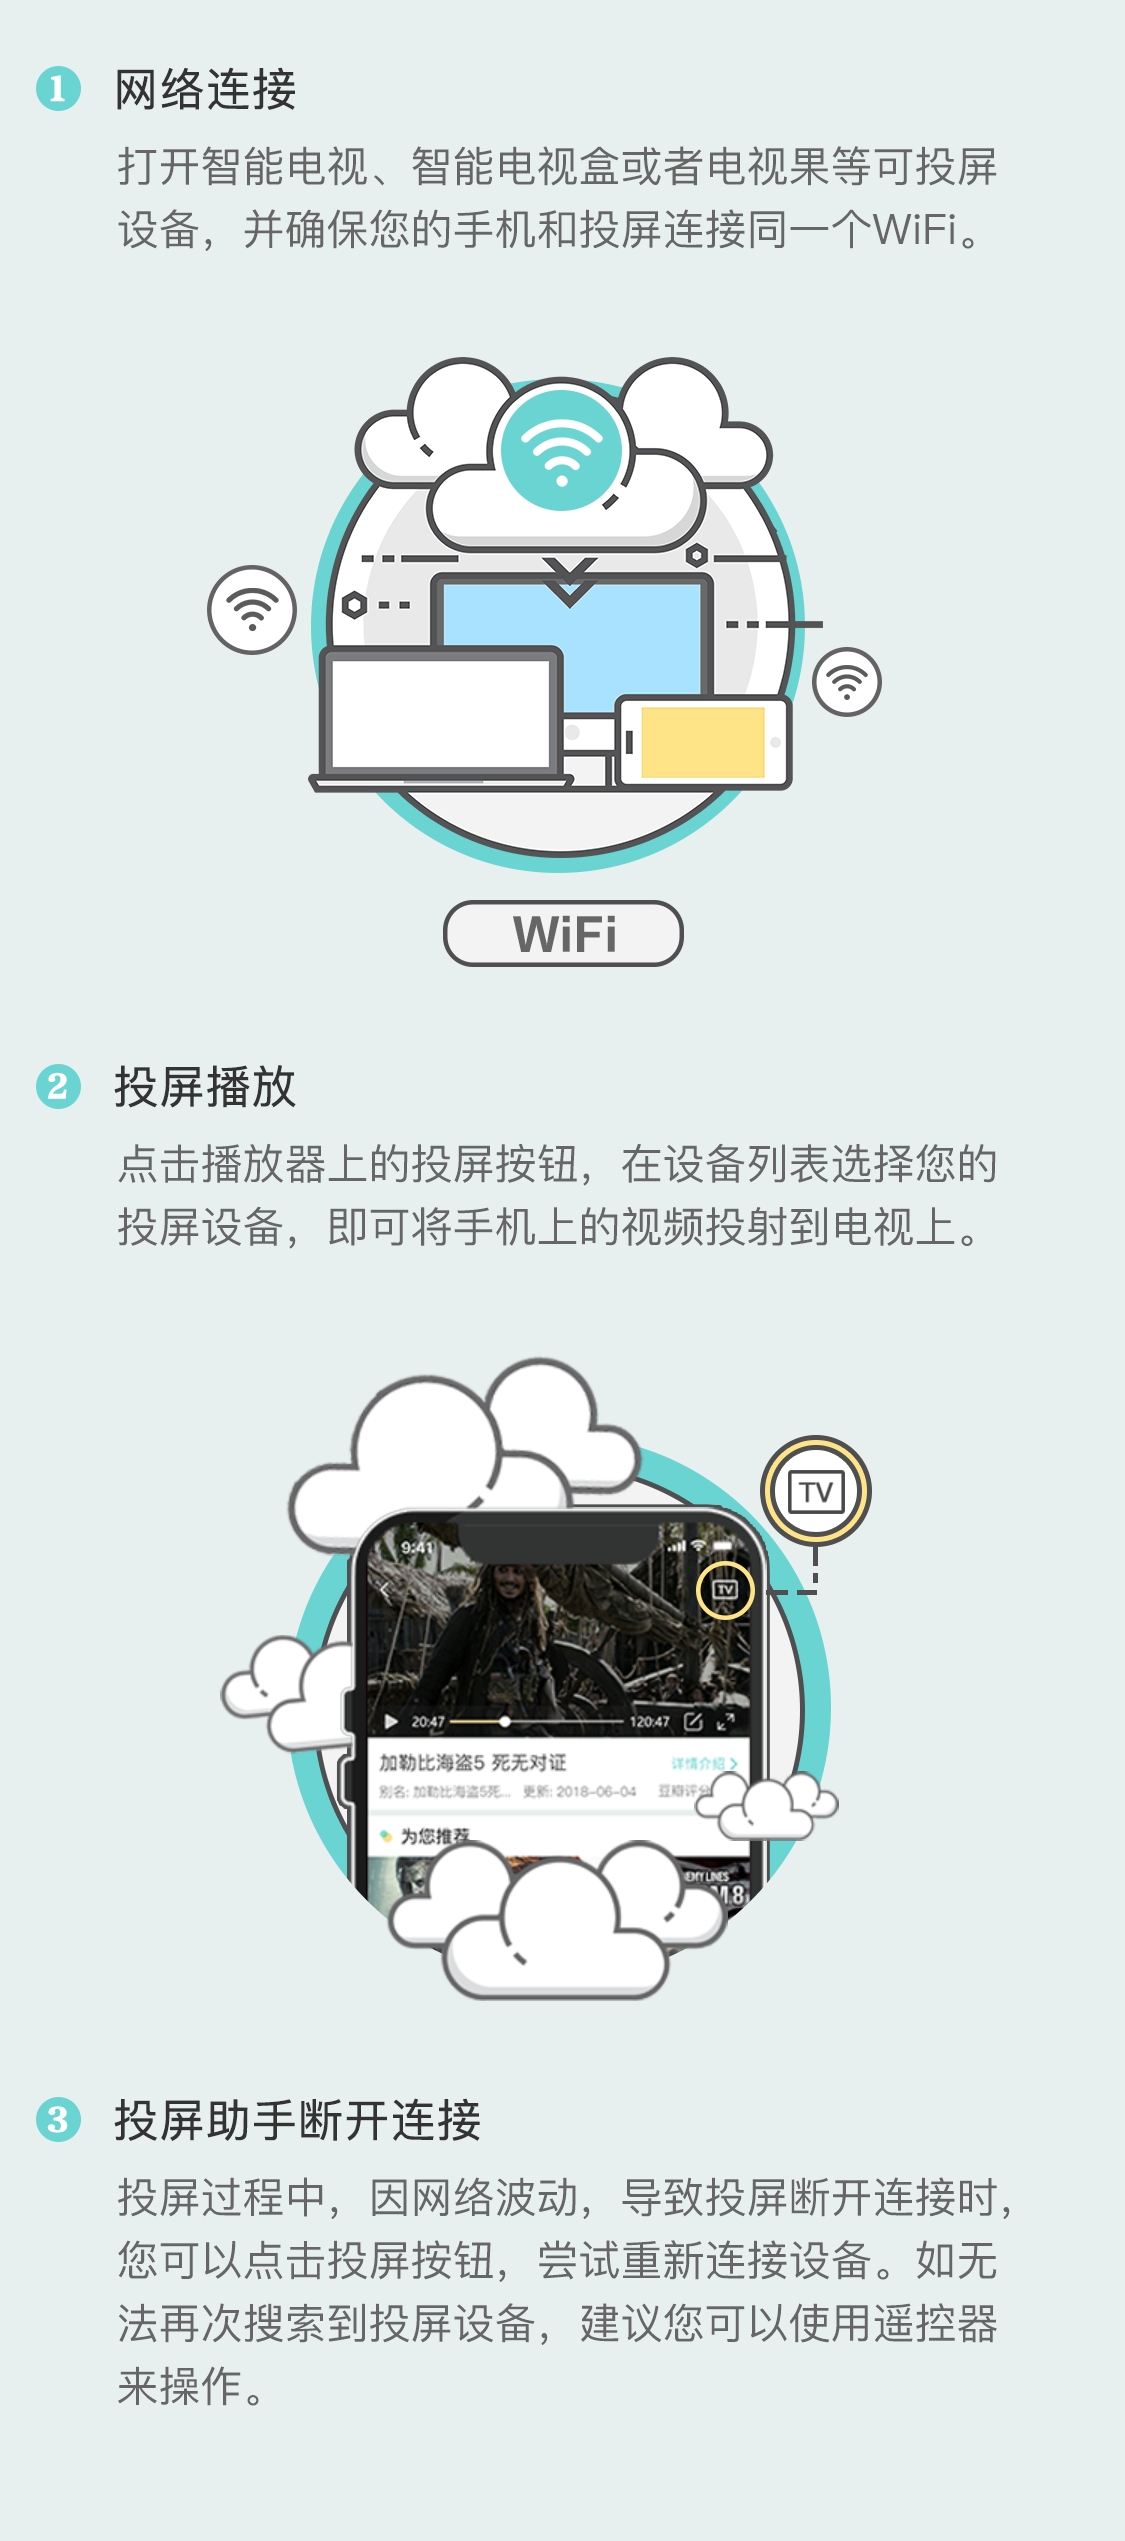 1 网络连接
打开智能电视、智能电视盒或者电视果等可投屏
设备，并确保您的手机和投屏连接同一个WiFi。
WiFi
2 投屏播放
点击播放器上的投屏按钮，在设备列表选择您的
投屏设备，即可将手机上的视频投射到电视上。
TV
9:41
TV
20:47 120:47
加勒比海盗5 死无对证 详情介绍
别名: 加勒比海盗5死... 更新: 2018-06-04 豆瓣评分
为您推荐
EMY LINES
M.8
3 投屏助手断开连接
投屏过程中，因网络波动，导致投屏断开连接时，
您可以点击投屏按钮，尝试重新连接设备。如无
法再次搜索到投屏设备，建议您可以使用遥控器
来操作。